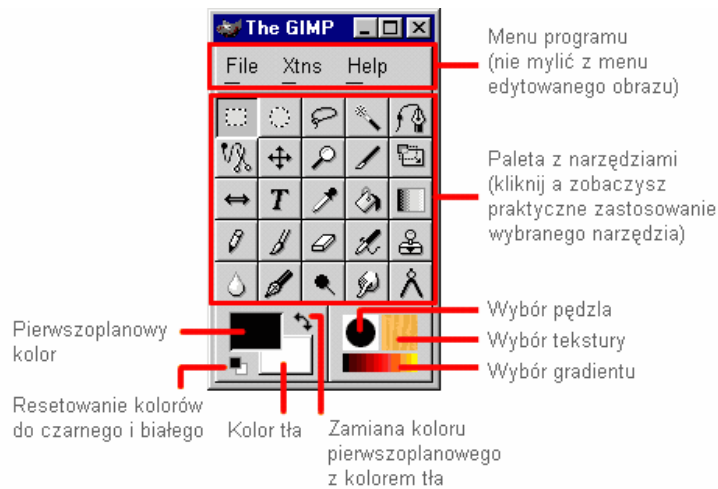 The GIMP
File Xtns Help
Menu programu
(nie mylić z menu
edytowanego obrazu)
Paleta z narzędziami
(kliknij a zobaczysz
praktyczne zastosowanie
wybranego narzędzia)
Wybór pędzla
Wybór tekstury
Wybór gradientu
Pierwszoplanowy
kolor
Resetowanie kolorów
do czarnego i białego
Kolor tła
Zamiana koloru
pierwszoplanowego
z kolorem tła